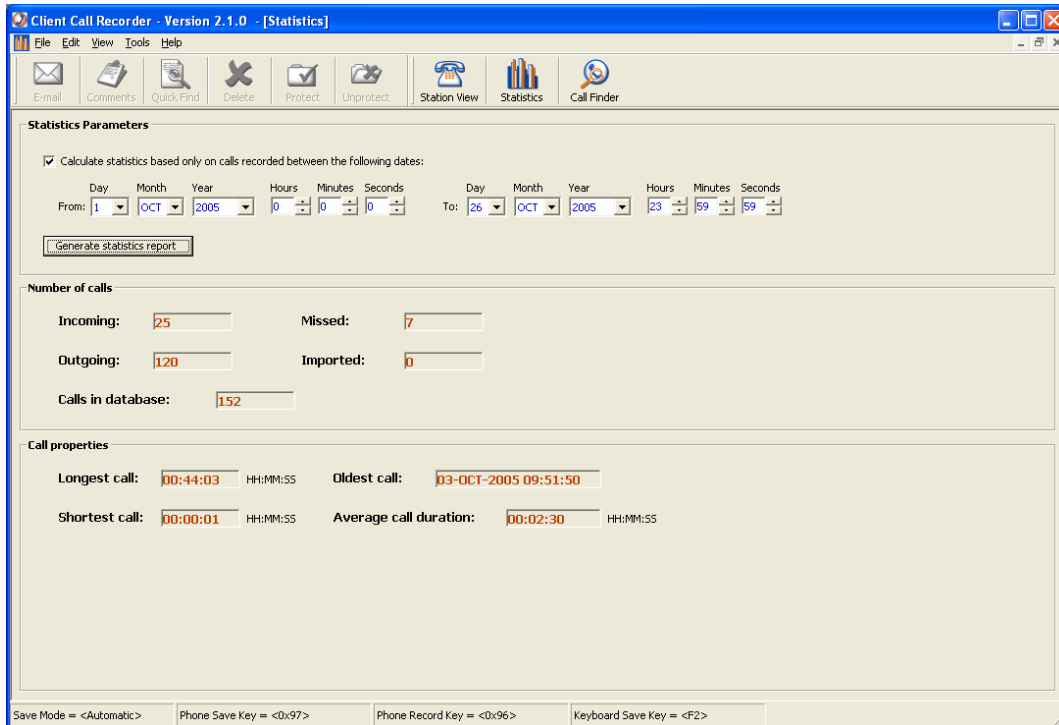 Client Call Recorder - Version 2.1.0 - [Statistics]
File Edit View Tools Help
E-mail Comments Quick Find Delete Protect Unprotect Station View Statistics Call Finder
Statistics Parameters
Calculate statistics based only on calls recorded between the following dates:
Day Month Year Hours Minutes Seconds Day Month Year Hours Minutes Seconds
From: 1 OCT 2005 0 0 0 To: 26 OCT 2005 23 59 59
Generate statistics report
Number of calls
Incoming: 25 Missed: 7
Outgoing: 120 Imported: 0
Calls in database: 152
Call properties
Longest call: 00:44:03 HH:MM:SS Oldest call: 03-OCT-2005 09:51:50
Shortest call: 00:00:01 HH:MM:SS Average call duration: 00:02:30 HH:MM:SS
Save Mode = <Automatic> Phone Save Key = <0x97> Phone Record Key = <0x96> Keyboard Save Key = <F2>